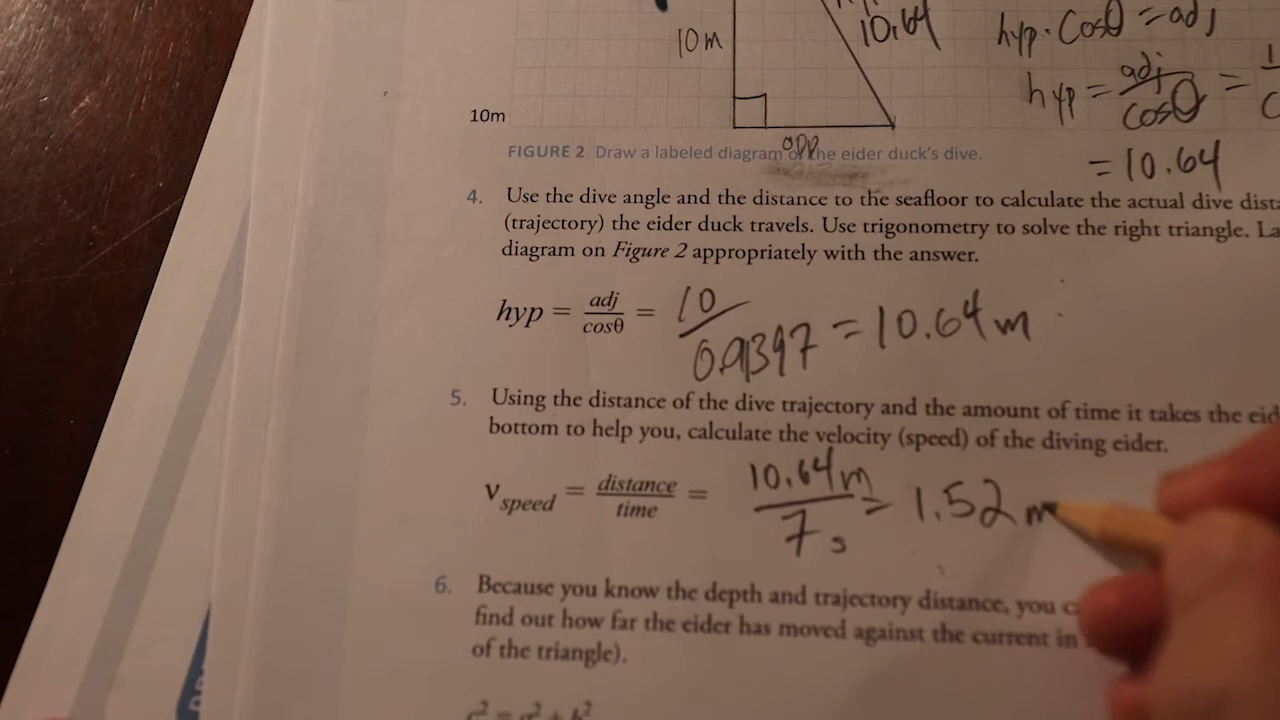 10m
10.64
hyp · cosθ = adj
hyp = adj/cosθ =
= 10.64
10m
opp
FIGURE 2 Draw a labeled diagram of the eider duck's dive.
4. Use the dive angle and the distance to the seafloor to calculate the actual dive
(trajectory) the eider duck travels. Use trigonometry to solve the right triangle.
diagram on Figure 2 appropriately with the answer.
hyp = adj/cosθ = 10/0.9397 = 10.64 m
5. Using the distance of the dive trajectory and the amount of time it takes the
bottom to help you, calculate the velocity (speed) of the diving eider.
v speed = distance/time = 10.64 m/7 s = 1.52 m
6. Because you know the depth and trajectory distance, you
find out how far the eider has moved against the current in
of the triangle).